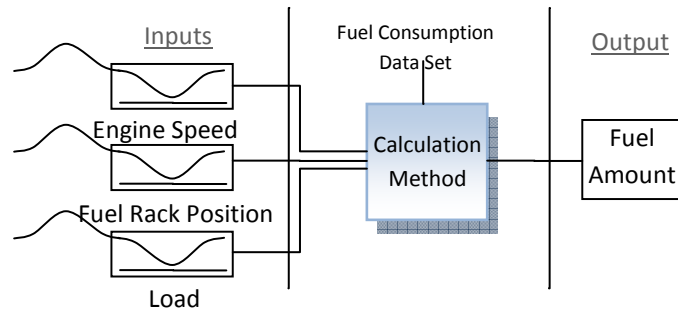 Inputs
Fuel Consumption
Data Set
Output
Engine Speed
Calculation
Method
Fuel
Amount
Fuel Rack Position
Load